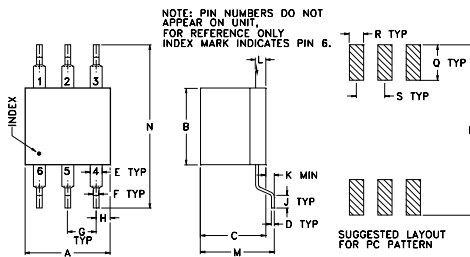 NOTE: PIN NUMBERS DO NOT
APPEAR ON UNIT,
FOR REFERENCE ONLY
INDEX MARK INDICATES PIN 6.
L
R TYP
Q TYP
S TYP
1 2 3
INDEX
N
B
6 5 4
E TYP
F TYP
H
G
TYP
A
K MIN
J TYP
D TYP
C
M
SUGGESTED LAYOUT
FOR PC PATTERN